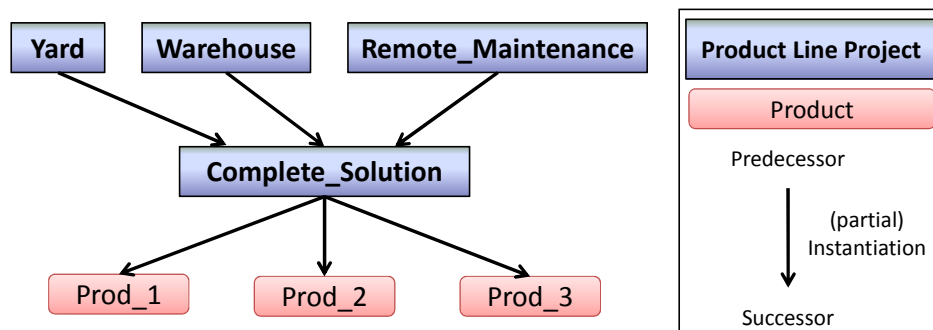 Yard
Warehouse
Remote_Maintenance
Complete_Solution
Prod_1
Prod_2
Prod_3
Product Line Project
Product
Predecessor
(partial)
Instantiation
Successor